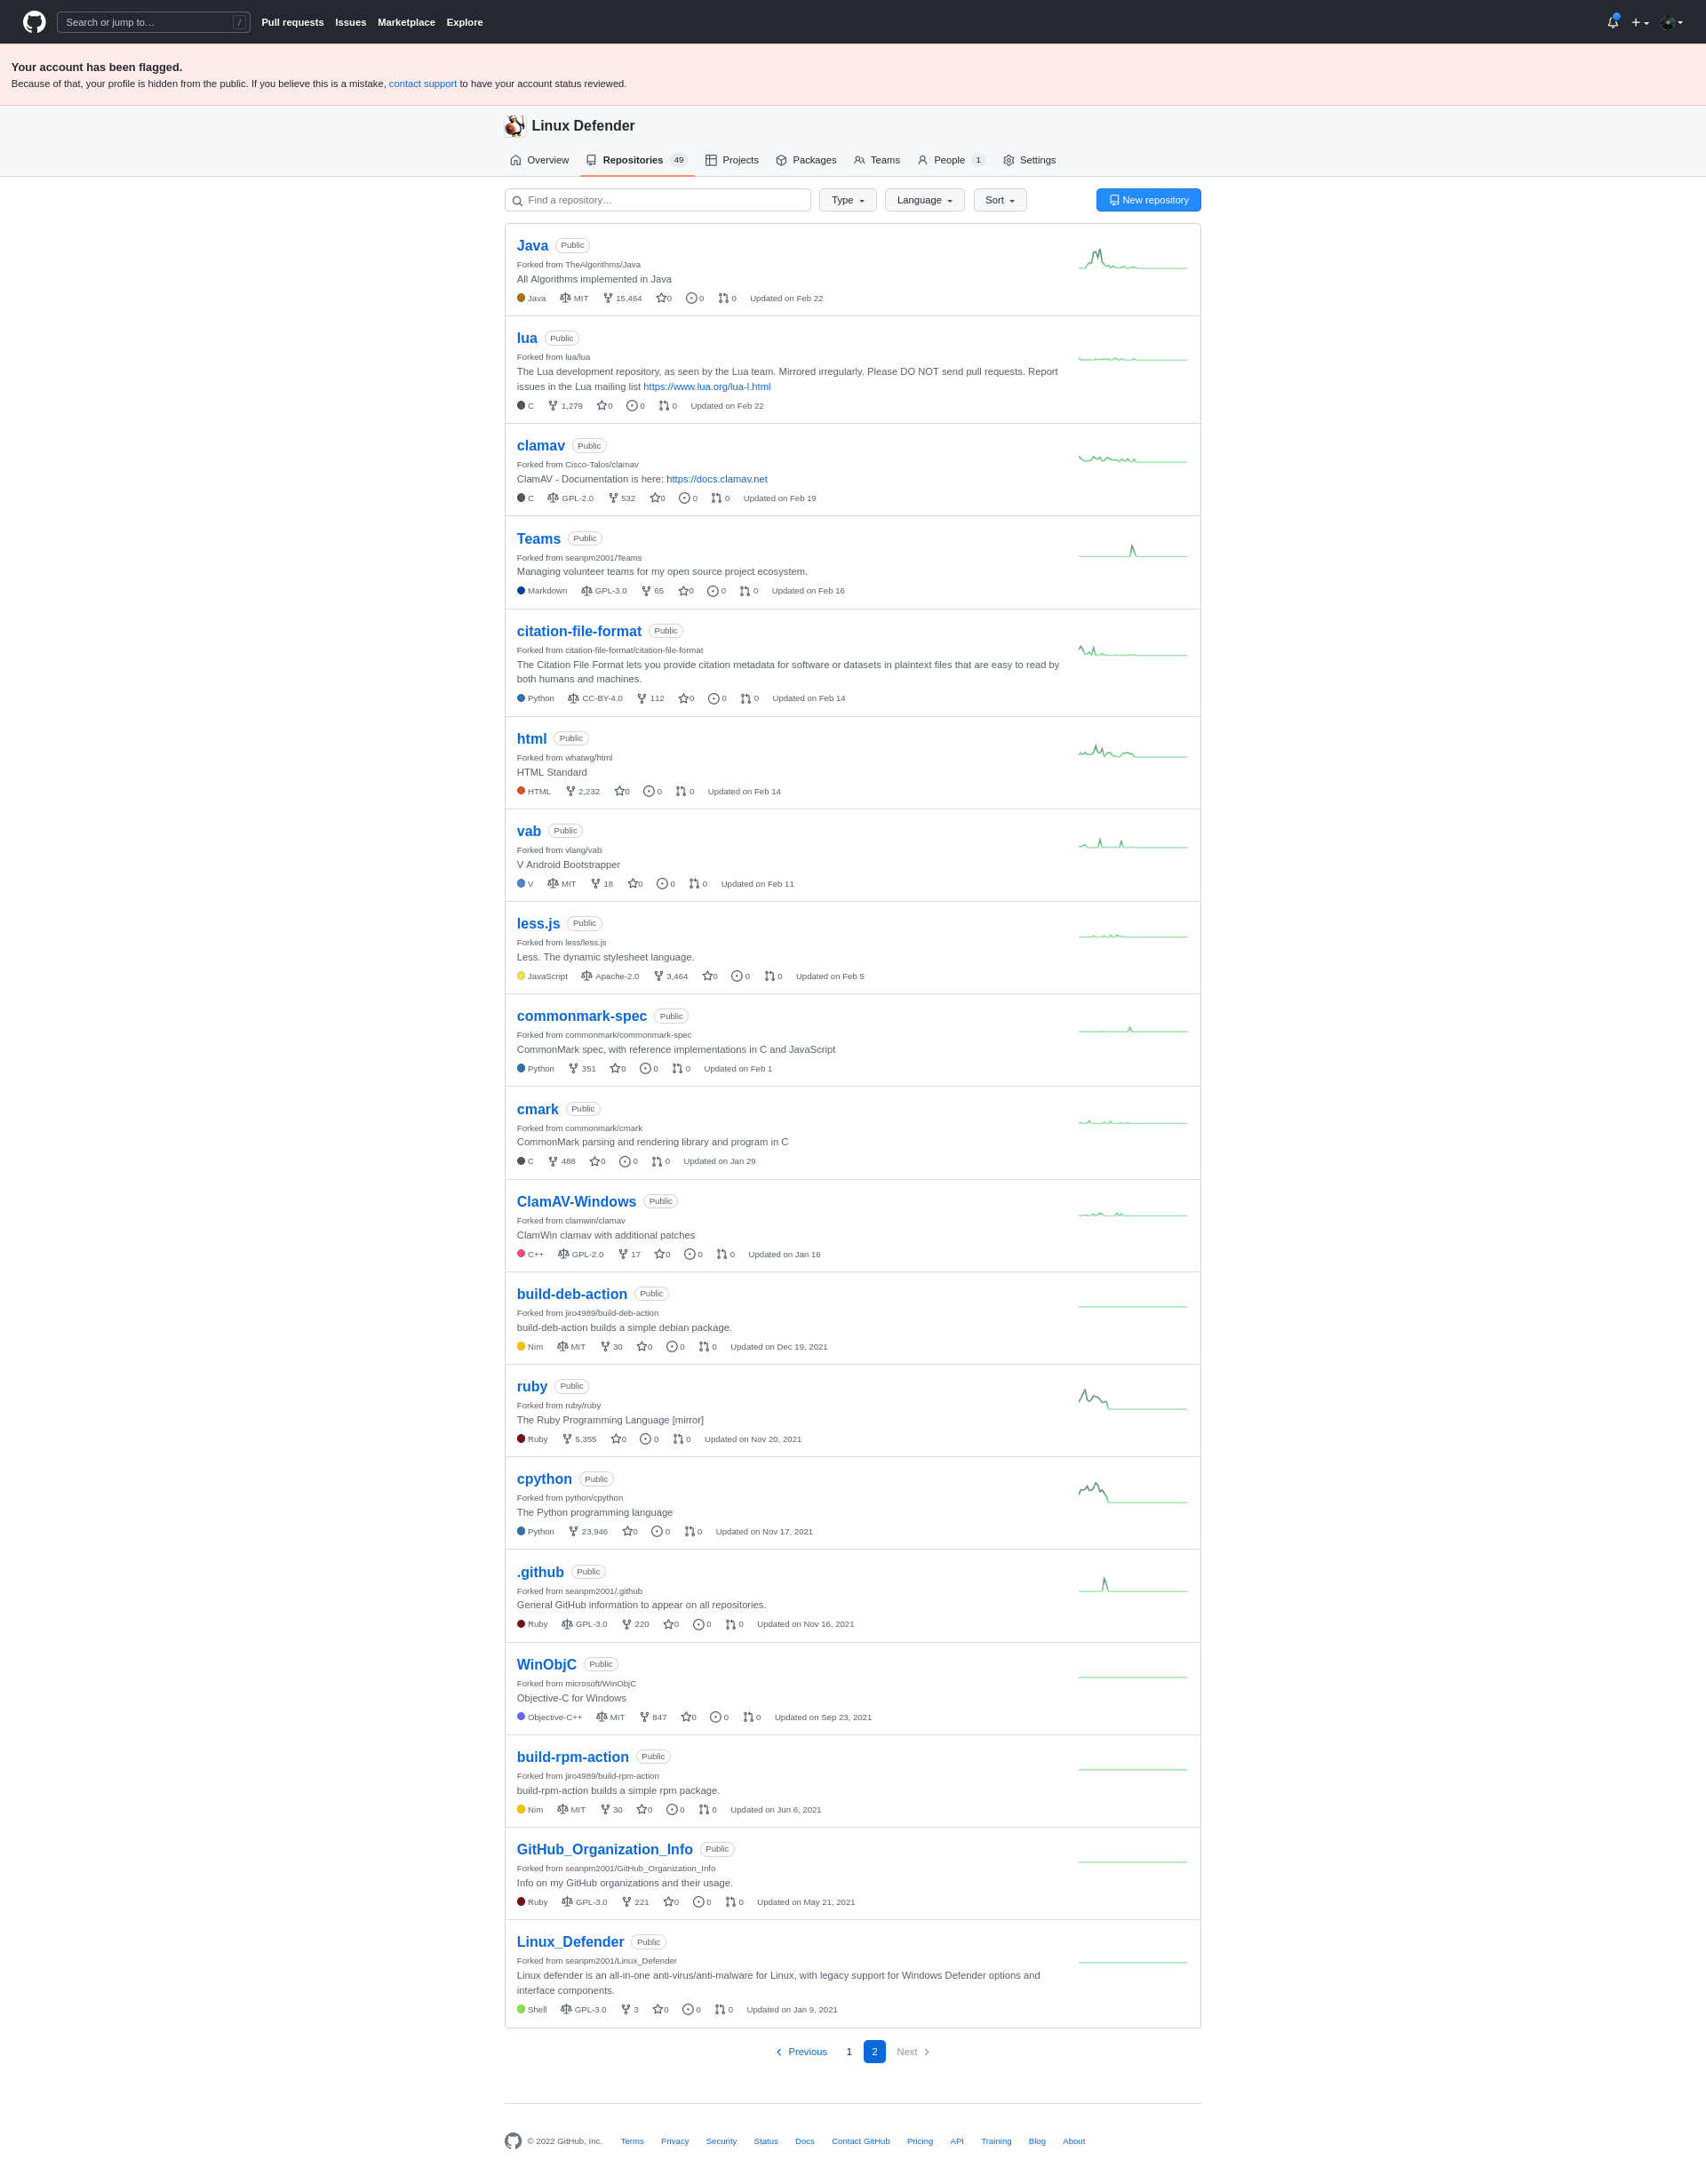 Search or jump to… /
Pull requests Issues Marketplace Explore
Your account has been flagged.
Because of that, your profile is hidden from the public. If you believe this is a mistake, contact support to have your account status reviewed.
Linux Defender
Overview Repositories 49 Projects Packages Teams People 1 Settings
Find a repository… Type Language Sort New repository
Java Public
Forked from TheAlgorithms/Java
All Algorithms implemented in Java
Java MIT 15,464 0 0 0 Updated on Feb 22
lua Public
Forked from lua/lua
The Lua development repository, as seen by the Lua team. Mirrored irregularly. Please DO NOT send pull requests. Report
issues in the Lua mailing list https://www.lua.org/lua-l.html
C 1,279 0 0 0 Updated on Feb 22
clamav Public
Forked from Cisco-Talos/clamav
ClamAV - Documentation is here: https://docs.clamav.net
C GPL-2.0 532 0 0 0 Updated on Feb 19
Teams Public
Forked from seanpm2001/Teams
Managing volunteer teams for my open source project ecosystem.
Markdown GPL-3.0 65 0 0 0 Updated on Feb 16
citation-file-format Public
Forked from citation-file-format/citation-file-format
The Citation File Format lets you provide citation metadata for software or datasets in plaintext files that are easy to read by
both humans and machines.
Python CC-BY-4.0 112 0 0 0 Updated on Feb 14
html Public
Forked from whatwg/html
HTML Standard
HTML 2,232 0 0 0 Updated on Feb 14
vab Public
Forked from vlang/vab
V Android Bootstrapper
V MIT 18 0 0 0 Updated on Feb 11
less.js Public
Forked from less/less.js
Less. The dynamic stylesheet language.
JavaScript Apache-2.0 3,464 0 0 0 Updated on Feb 5
commonmark-spec Public
Forked from commonmark/commonmark-spec
CommonMark spec, with reference implementations in C and JavaScript
Python 351 0 0 0 Updated on Feb 1
cmark Public
Forked from commonmark/cmark
CommonMark parsing and rendering library and program in C
C 488 0 0 0 Updated on Jan 29
ClamAV-Windows Public
Forked from clamwin/clamav
ClamWin clamav with additional patches
C++ GPL-2.0 17 0 0 0 Updated on Jan 16
build-deb-action Public
Forked from jiro4989/build-deb-action
build-deb-action builds a simple debian package.
Nim MIT 30 0 0 0 Updated on Dec 19, 2021
ruby Public
Forked from ruby/ruby
The Ruby Programming Language [mirror]
Ruby 5,355 0 0 0 Updated on Nov 20, 2021
cpython Public
Forked from python/cpython
The Python programming language
Python 23,946 0 0 0 Updated on Nov 17, 2021
.github Public
Forked from seanpm2001/.github
General GitHub information to appear on all repositories.
Ruby GPL-3.0 220 0 0 0 Updated on Nov 16, 2021
WinObjC Public
Forked from microsoft/WinObjC
Objective-C for Windows
Objective-C++ MIT 847 0 0 0 Updated on Sep 23, 2021
build-rpm-action Public
Forked from jiro4989/build-rpm-action
build-rpm-action builds a simple rpm package.
Nim MIT 30 0 0 0 Updated on Jun 6, 2021
GitHub_Organization_Info Public
Forked from seanpm2001/GitHub_Organization_Info
Info on my GitHub organizations and their usage.
Ruby GPL-3.0 221 0 0 0 Updated on May 21, 2021
Linux_Defender Public
Forked from seanpm2001/Linux_Defender
Linux defender is an all-in-one anti-virus/anti-malware for Linux, with legacy support for Windows Defender options and
interface components.
Shell GPL-3.0 3 0 0 0 Updated on Jan 9, 2021
Previous 1 2 Next
© 2022 GitHub, Inc. Terms Privacy Security Status Docs Contact GitHub Pricing API Training Blog About